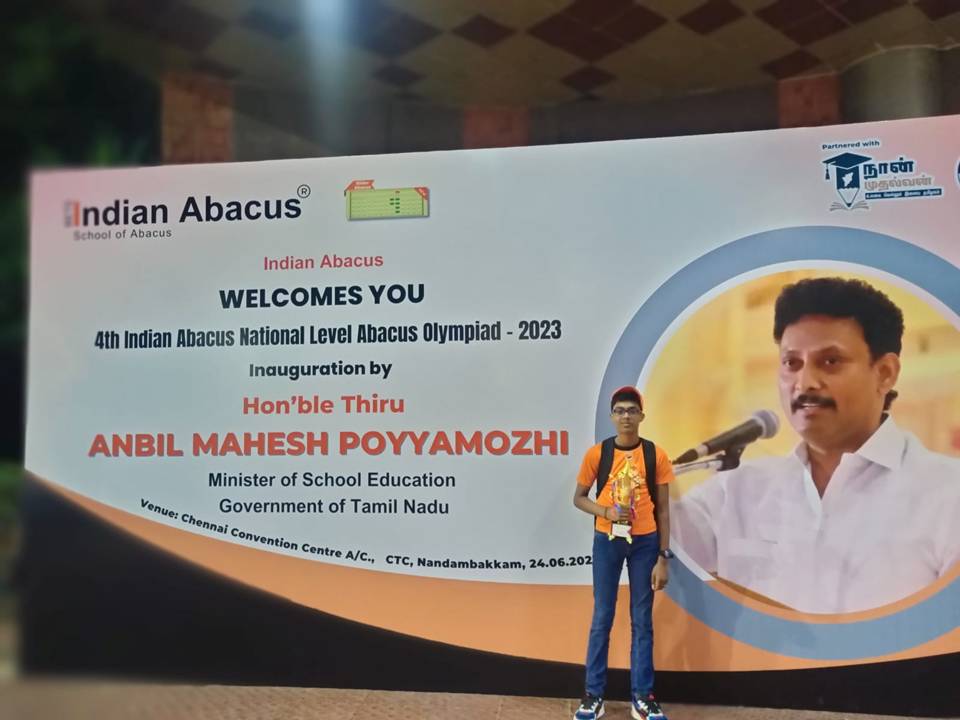 Indian Abacus®
School of Abacus
Partnered with
நான்
முதல்வன்
Indian Abacus
WELCOMES YOU
4th Indian Abacus National Level Abacus Olympiad - 2023
Inauguration by
Hon'ble Thiru
ANBIL MAHESH POYYAMOZHI
Minister of School Education
Government of Tamil Nadu
Venue: Chennai Convention Centre A/C., CTC, Nandambakkam, 24.06.202